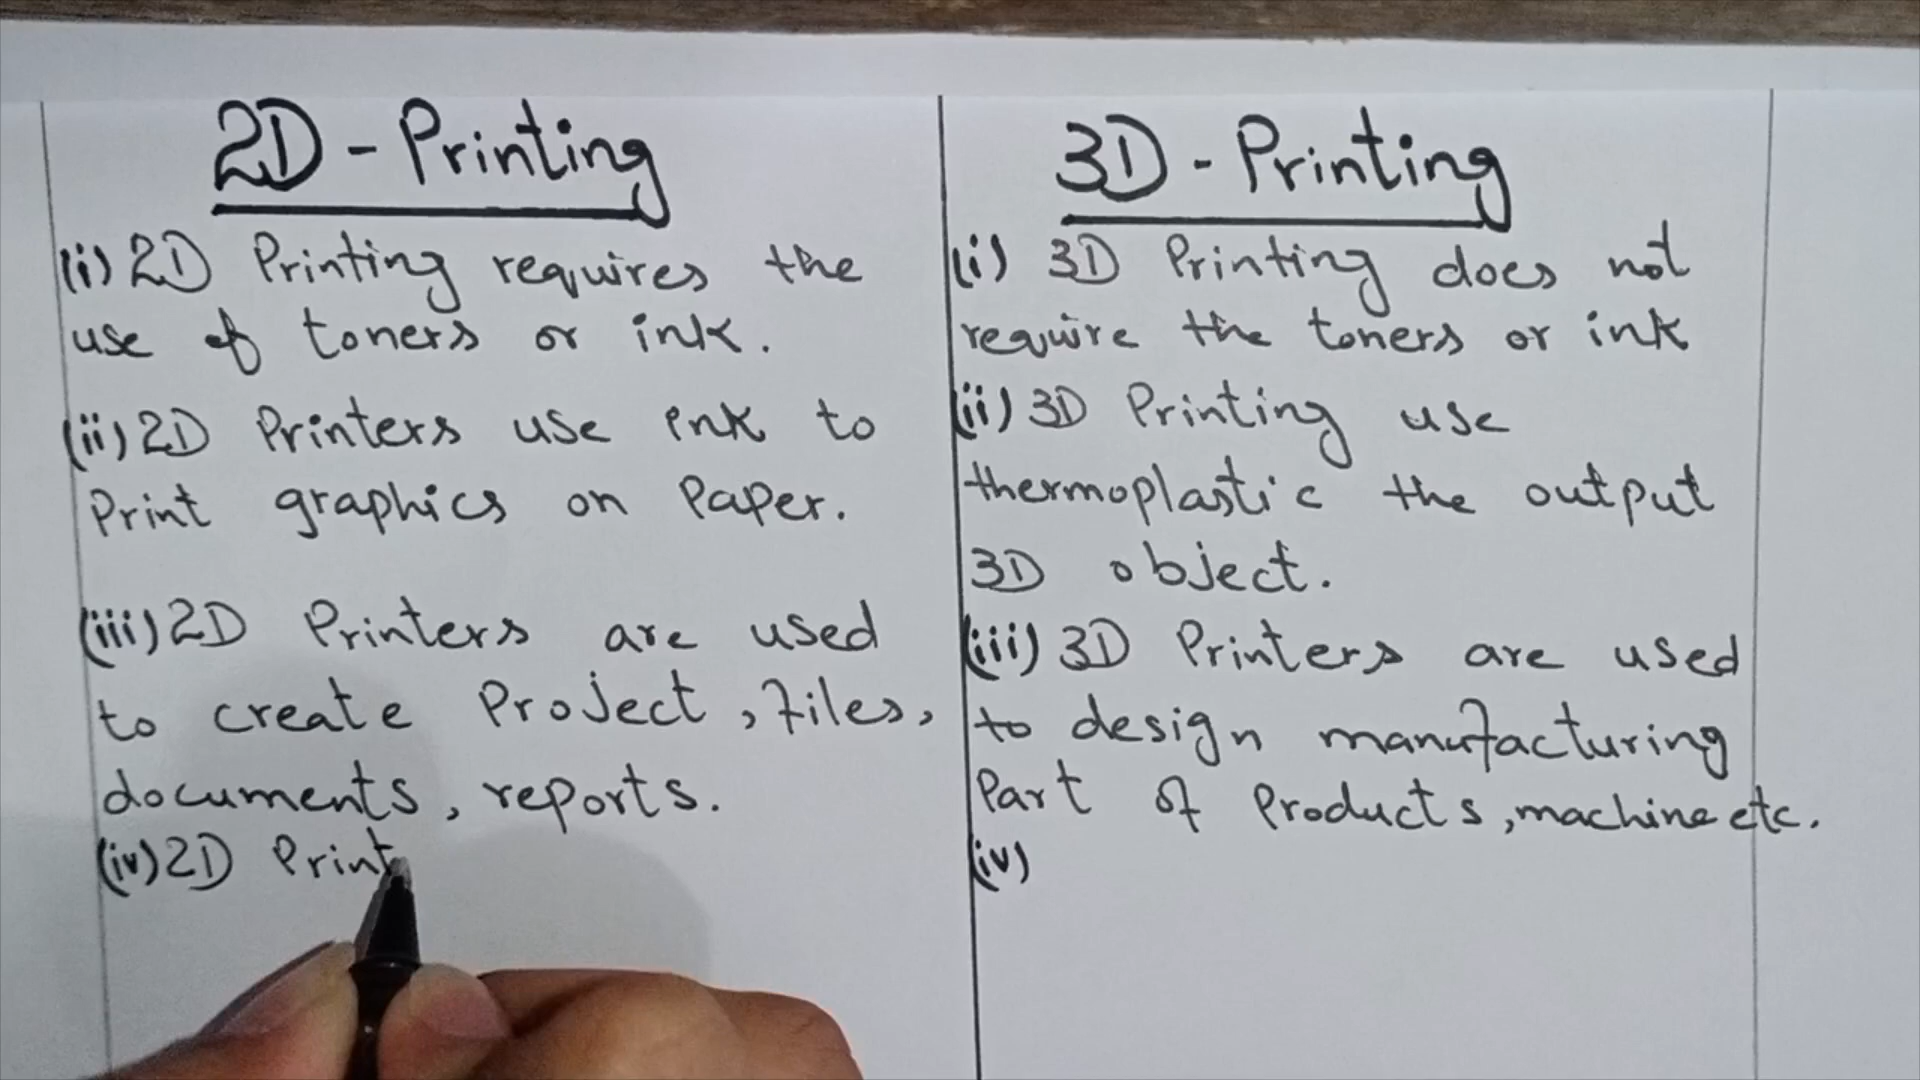 2D - Printing
(i) 2D Printing requires the
use of toners or ink.
(ii) 2D Printers use ink to
Print graphics on Paper.
(iii) 2D Printers are used
to create Project, files,
documents, reports.
(iv) 2D Print
3D - Printing
(i) 3D Printing does not
require the toners or ink
(ii) 3D Printing use
thermoplastic the output
3D object.
(iii) 3D Printers are used
to design manufacturing
Part of Products, machine etc.
(iv)